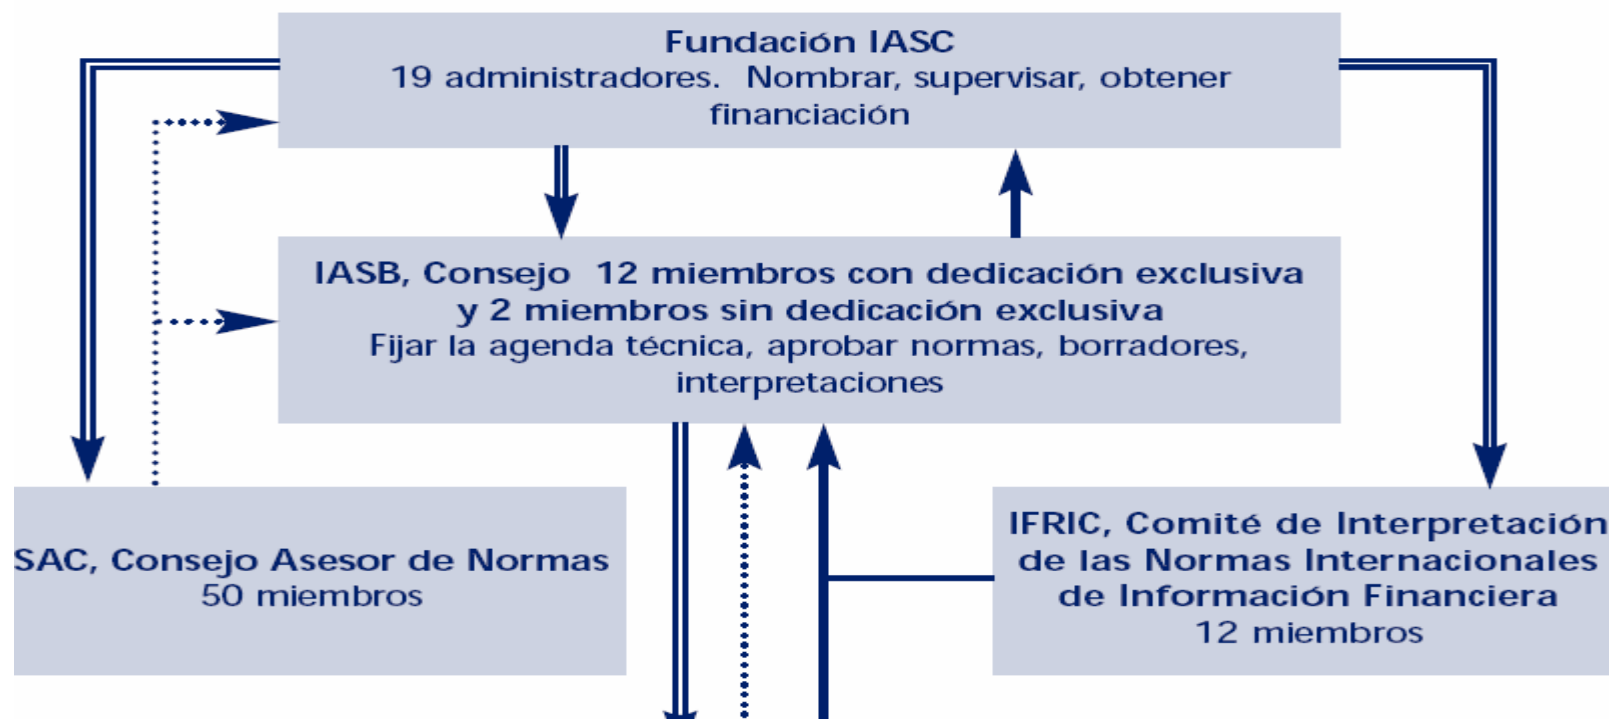 Fundación IASC
19 administradores. Nombrar, supervisar, obtener
financiación
IASB, Consejo 12 miembros con dedicación exclusiva
y 2 miembros sin dedicación exclusiva
Fijar la agenda técnica, aprobar normas, borradores,
interpretaciones
SAC, Consejo Asesor de Normas
50 miembros
IFRIC, Comité de Interpretación
de las Normas Internacionales
de Información Financiera
12 miembros